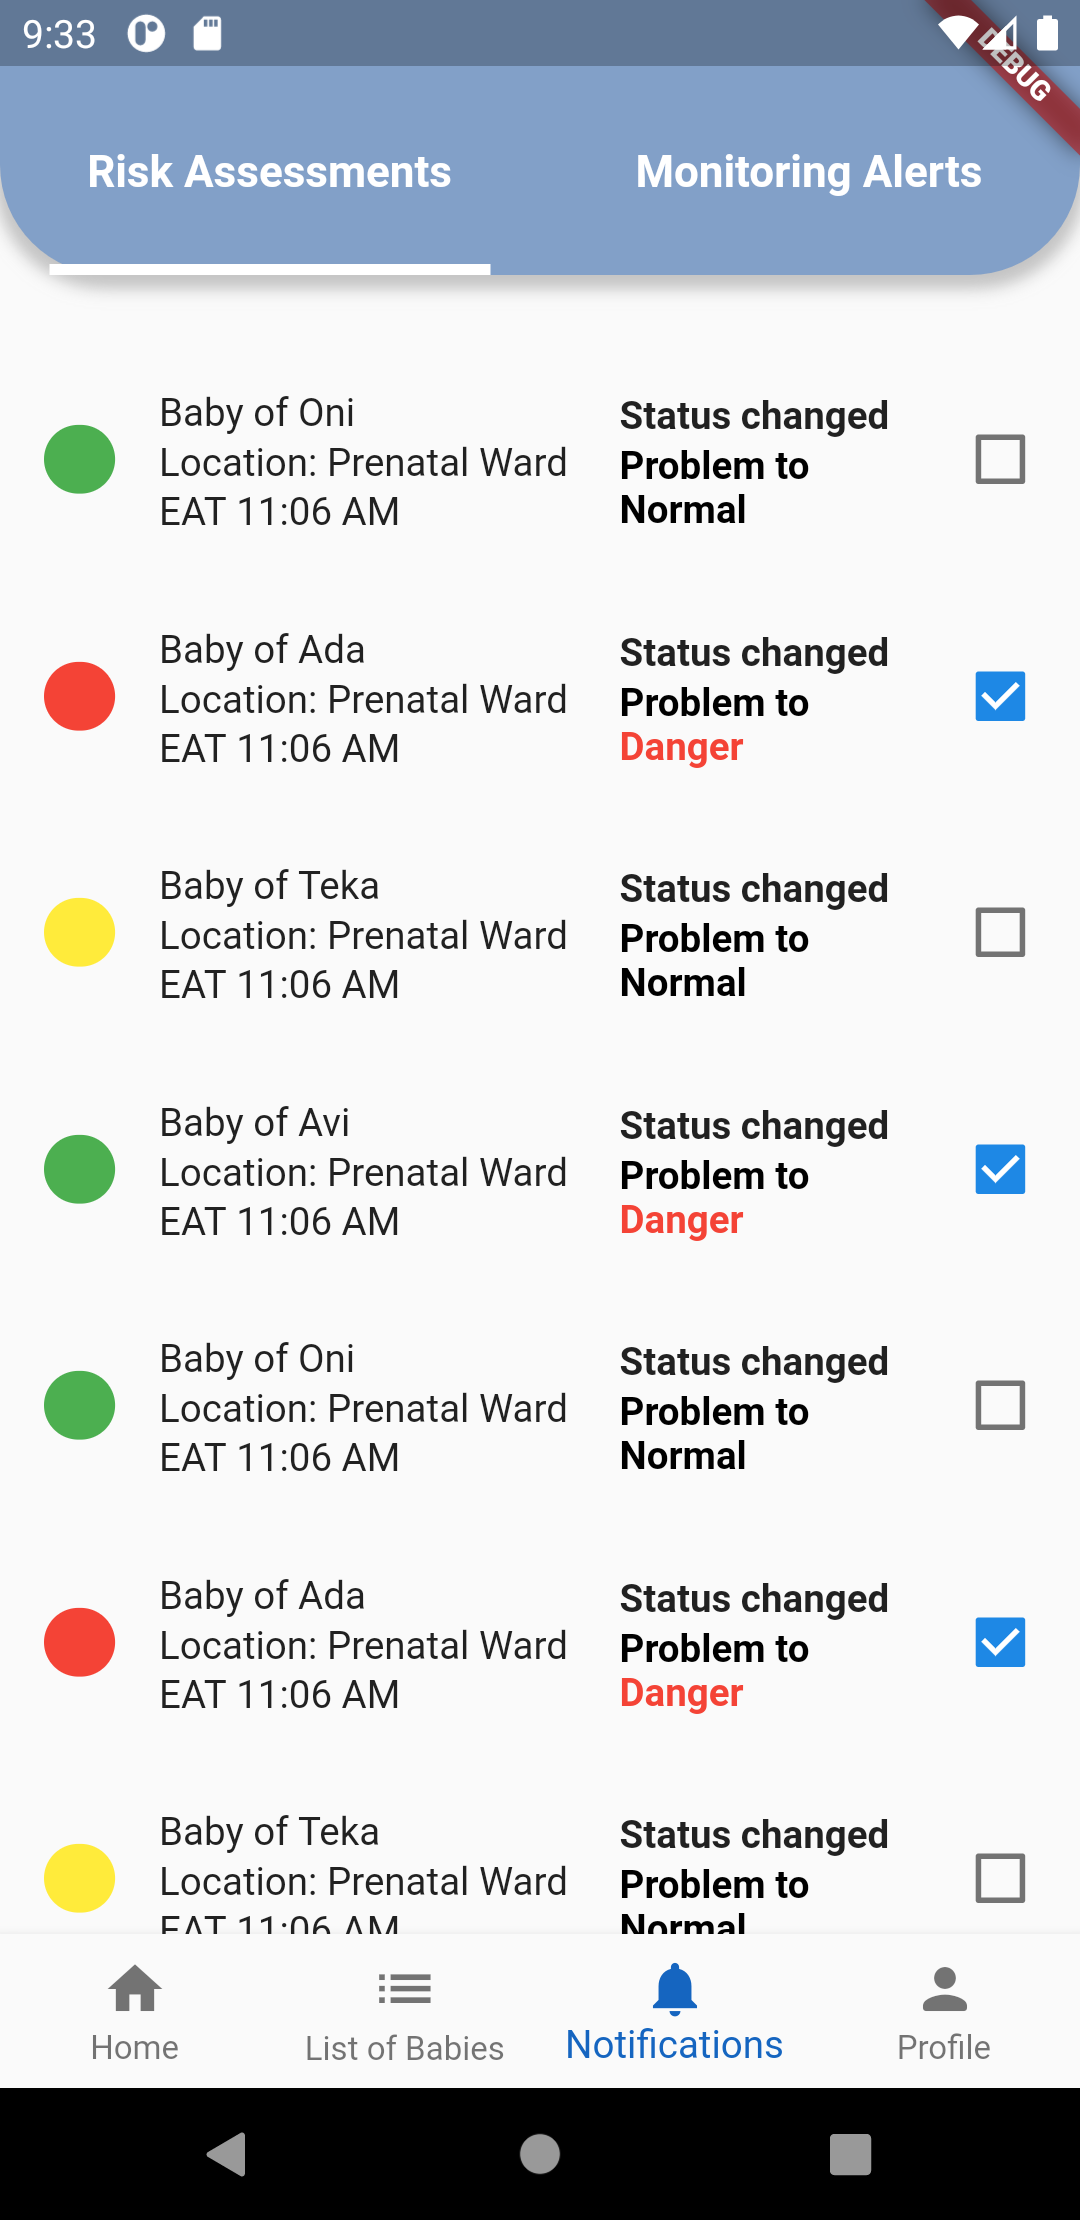 9:33
DEBUG
Risk Assessments Monitoring Alerts
Baby of Oni
Location: Prenatal Ward
EAT 11:06 AM
Status changed
Problem to
Normal
Baby of Ada
Location: Prenatal Ward
EAT 11:06 AM
Status changed
Problem to
Danger
Baby of Teka
Location: Prenatal Ward
EAT 11:06 AM
Status changed
Problem to
Normal
Baby of Avi
Location: Prenatal Ward
EAT 11:06 AM
Status changed
Problem to
Danger
Baby of Oni
Location: Prenatal Ward
EAT 11:06 AM
Status changed
Problem to
Normal
Baby of Ada
Location: Prenatal Ward
EAT 11:06 AM
Status changed
Problem to
Danger
Baby of Teka
Location: Prenatal Ward
EAT 11:06 AM
Status changed
Problem to
Normal
Home List of Babies Notifications Profile